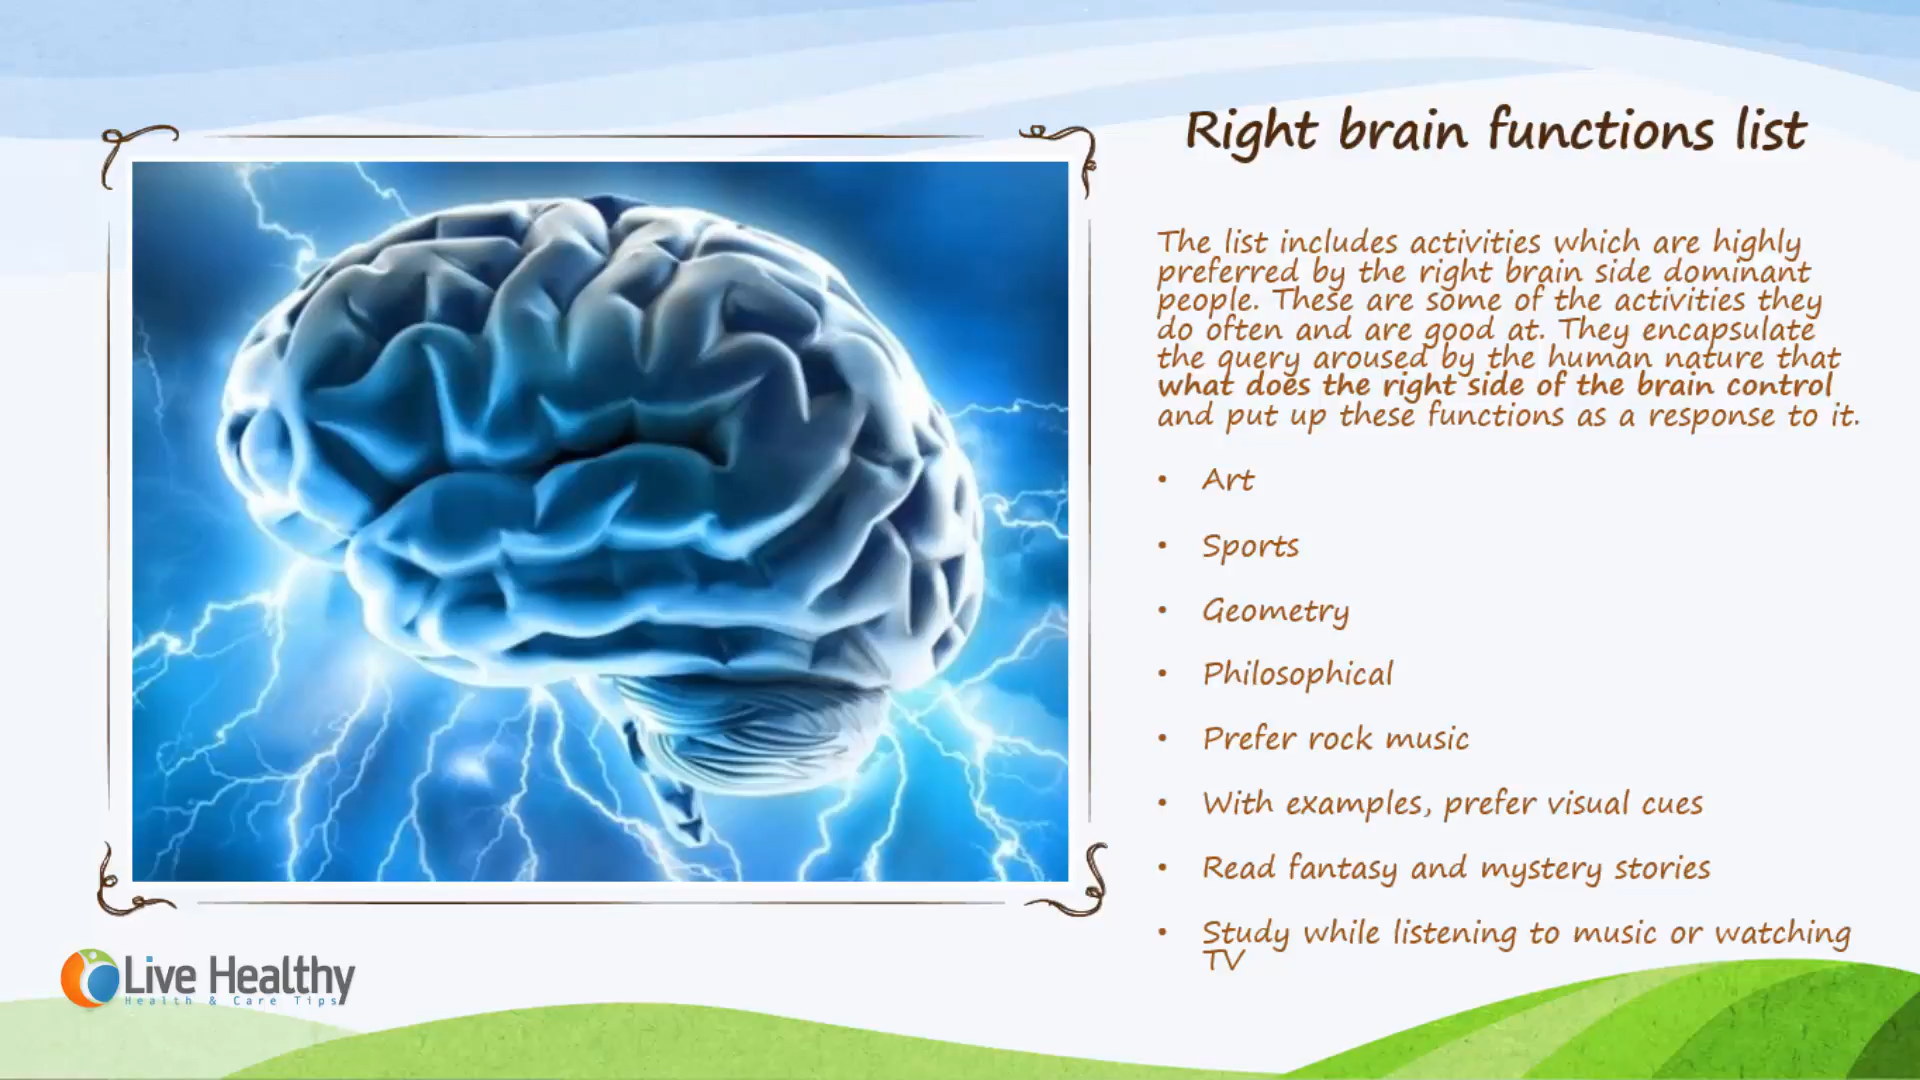 Right brain functions list
The list includes activities which are highly
preferred by the right brain side dominant
people. These are some of the activities they
do often and are good at. They encapsulate
the query aroused by the human nature that
what does the right side of the brain control
and put up these functions as a response to it.
• Art
• Sports
• Geometry
• Philosophical
• Prefer rock music
• With examples, prefer visual cues
• Read fantasy and mystery stories
• Study while listening to music or watching
TV
Live Healthy
Health & Care Tips